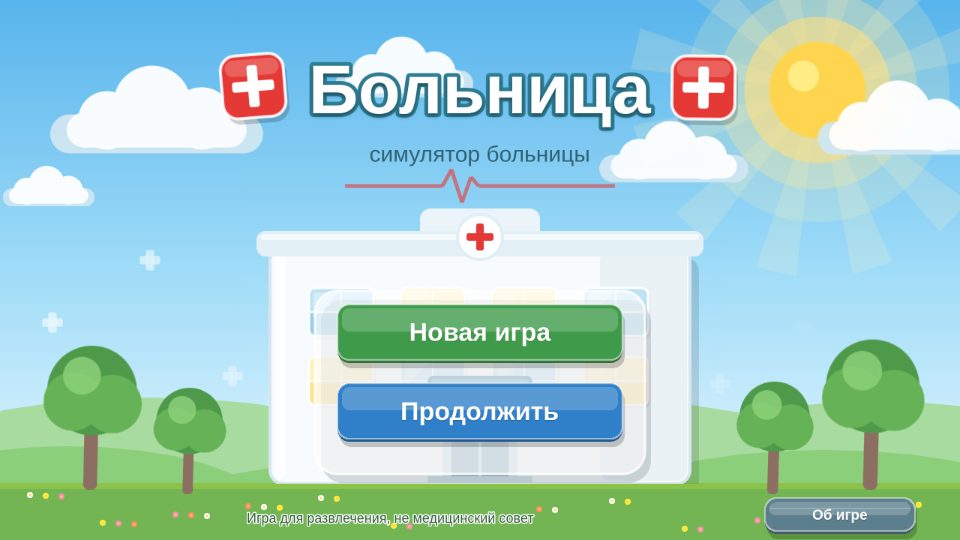 Больница
симулятор больницы
Новая игра
Продолжить
Игра для развлечения, не медицинский совет
Об игре